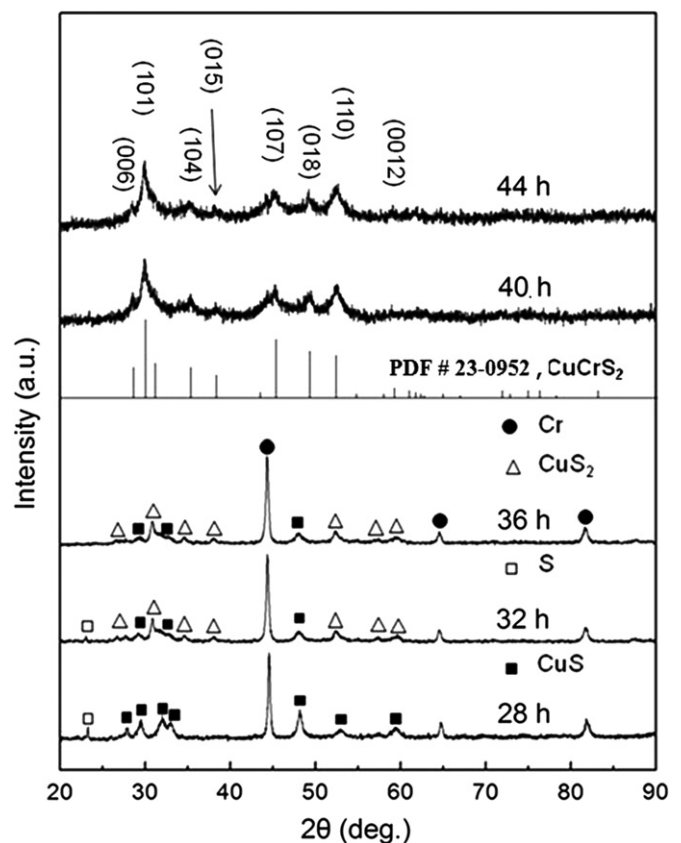 (006)
(101)
(104)
(015)
(107)
(018)
(110)
(0012)
44 h
40 h
PDF # 23-0952 , CuCrS₂
Cr
CuS₂
36 h
S
32 h
CuS
28 h
20 30 40 50 60 70 80 90
2θ (deg.)
Intensity (a.u.)